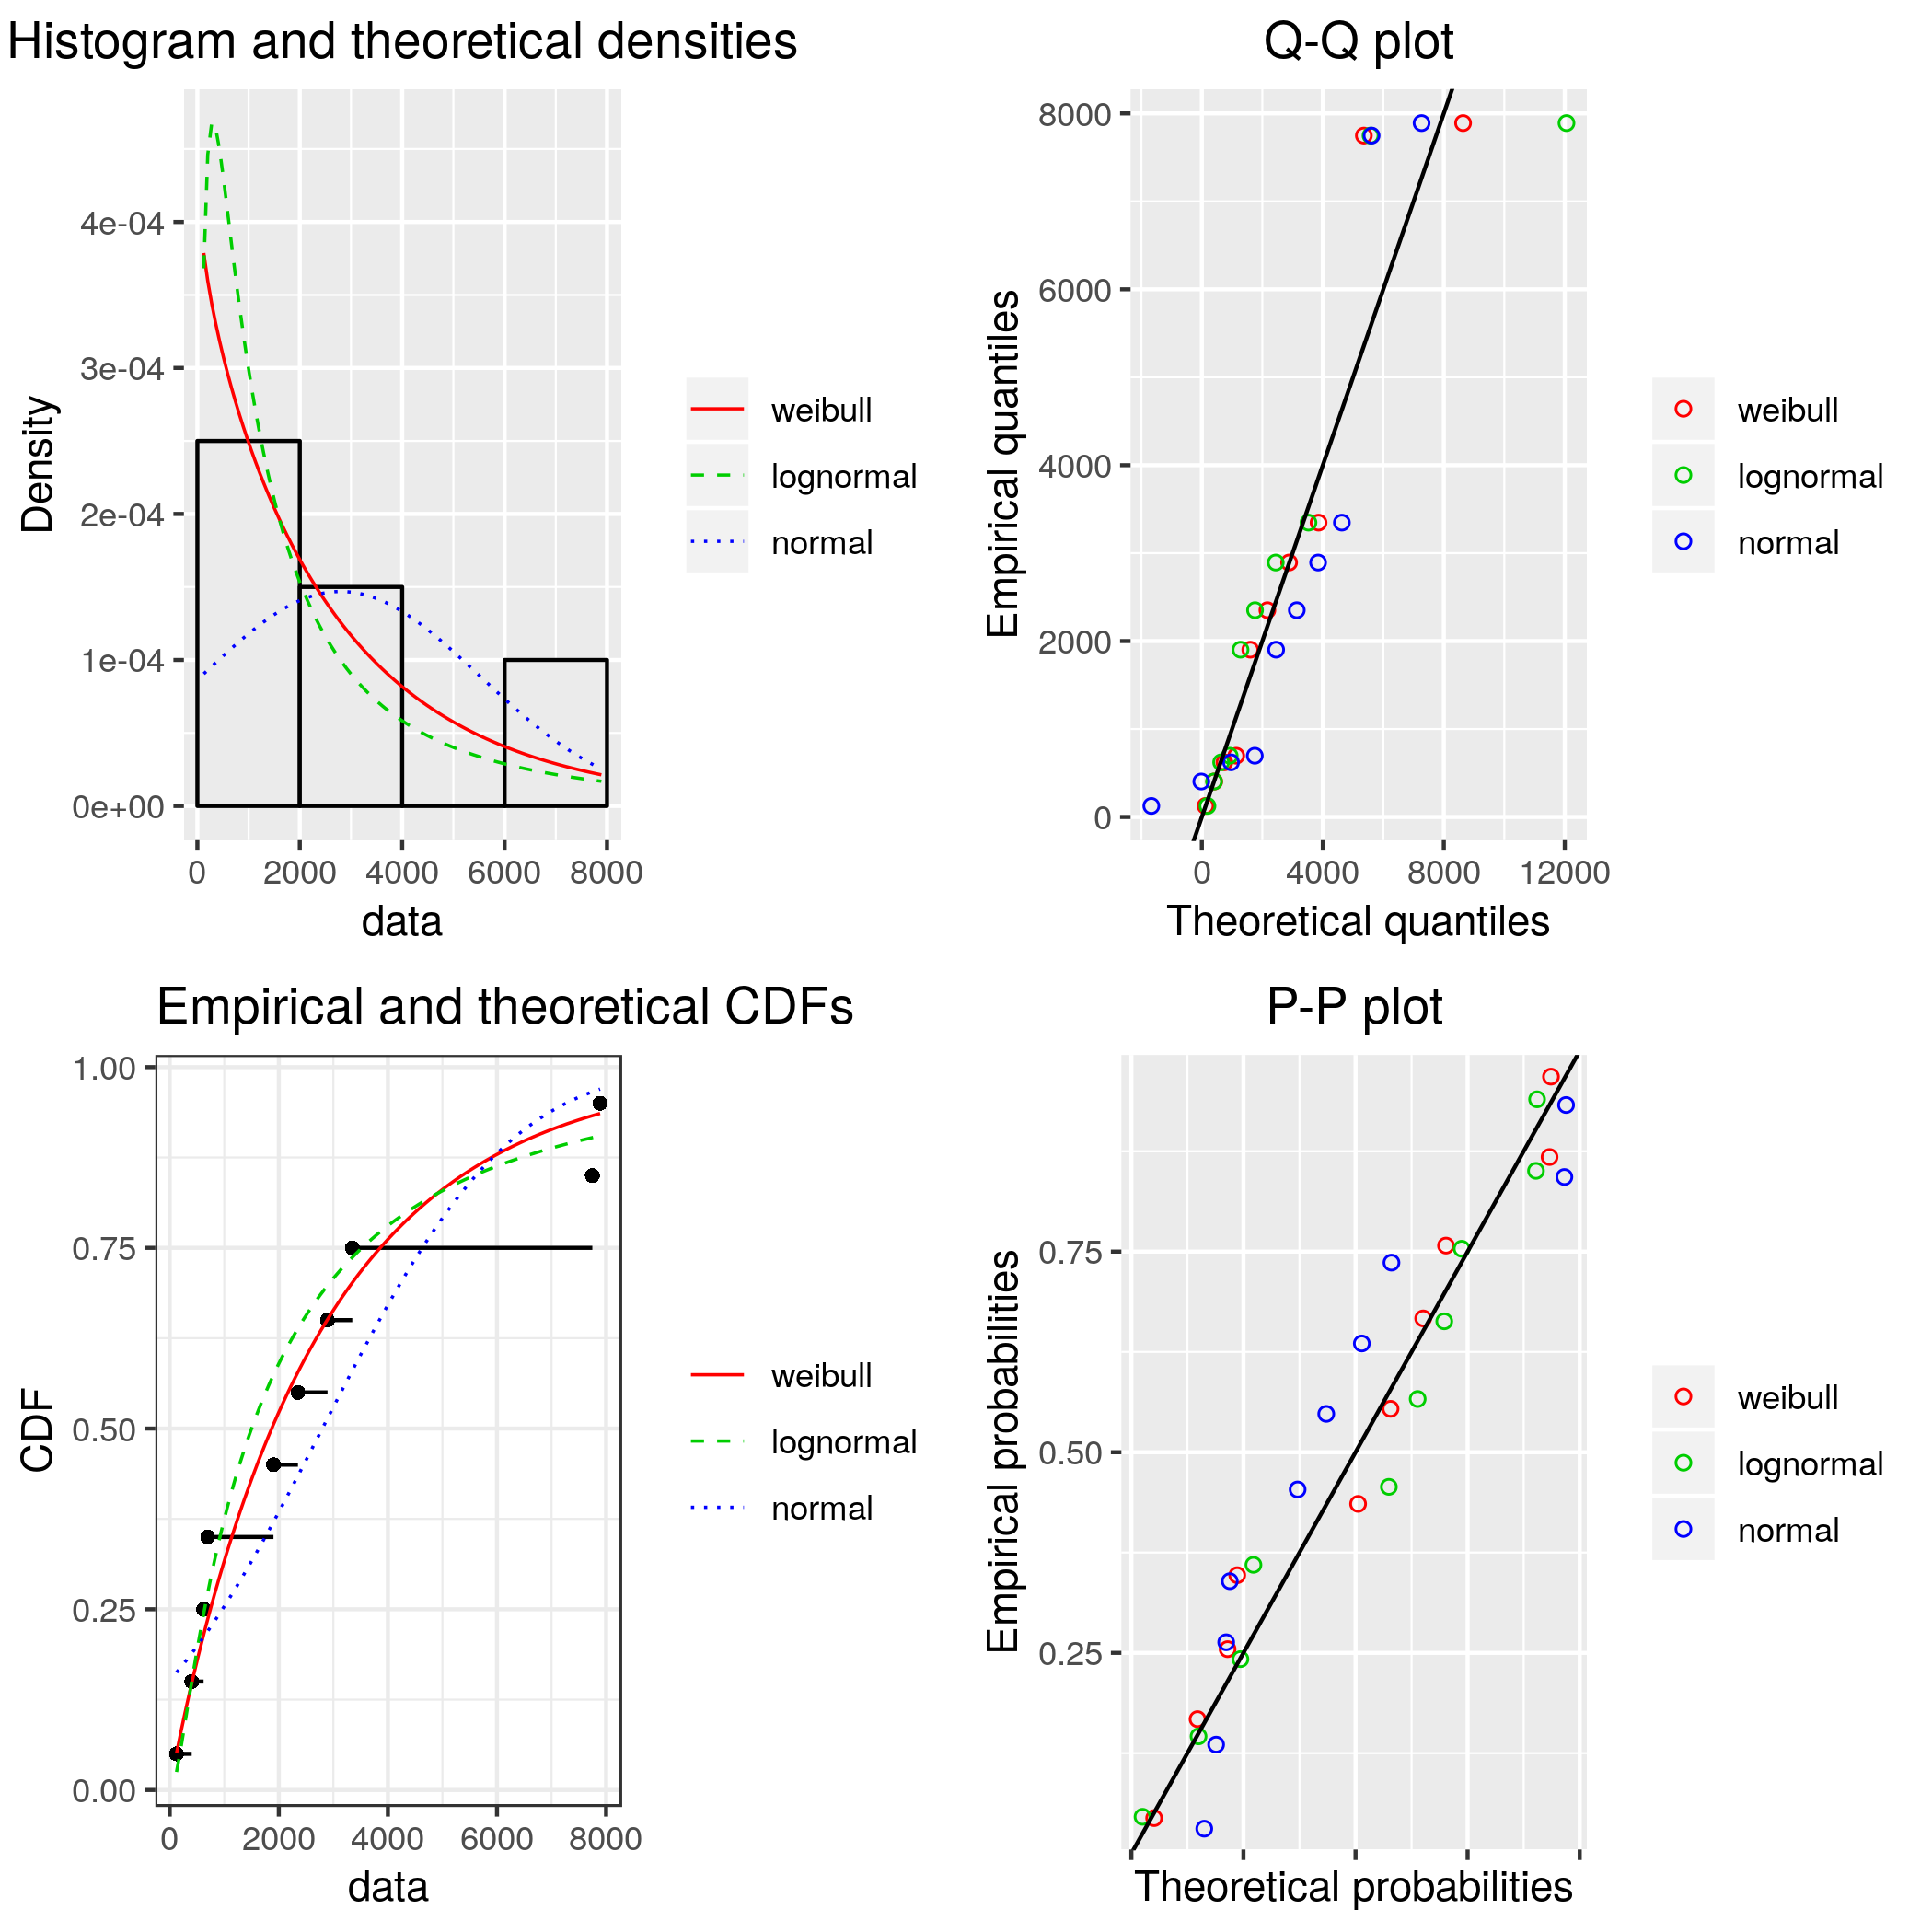 Histogram and theoretical densities
Density
4e-04
3e-04
2e-04
1e-04
0e+00
0 2000 4000 6000 8000
data
weibull
lognormal
normal
Q-Q plot
Empirical quantiles
8000
6000
4000
2000
0
0 4000 8000 12000
Theoretical quantiles
weibull
lognormal
normal
Empirical and theoretical CDFs
CDF
1.00
0.75
0.50
0.25
0.00
0 2000 4000 6000 8000
data
weibull
lognormal
normal
P-P plot
Empirical probabilities
0.75
0.50
0.25
Theoretical probabilities
weibull
lognormal
normal